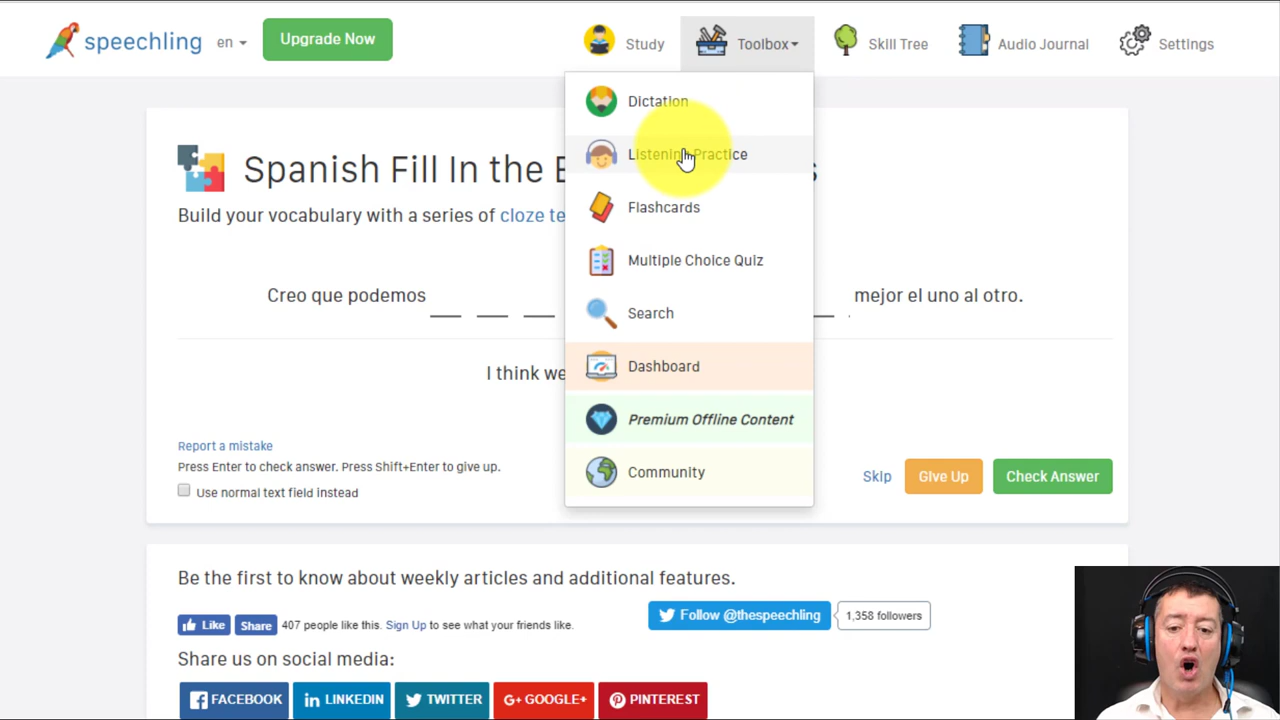 speechling en Upgrade Now Study Toolbox Skill Tree Audio Journal Settings
Dictation
Listening Practice
Flashcards
Multiple Choice Quiz
Search
Dashboard
Premium Offline Content
Community
Spanish Fill In the
Build your vocabulary with a series of cloze te
Creo que podemos mejor el uno al otro.
I think we
Report a mistake
Press Enter to check answer. Press Shift+Enter to give up.
Use normal text field instead
Skip Give Up Check Answer
Be the first to know about weekly articles and additional features.
Like Share 407 people like this. Sign Up to see what your friends like.
Follow @thespeechling 1,358 followers
Share us on social media:
FACEBOOK LINKEDIN TWITTER GOOGLE+ PINTEREST